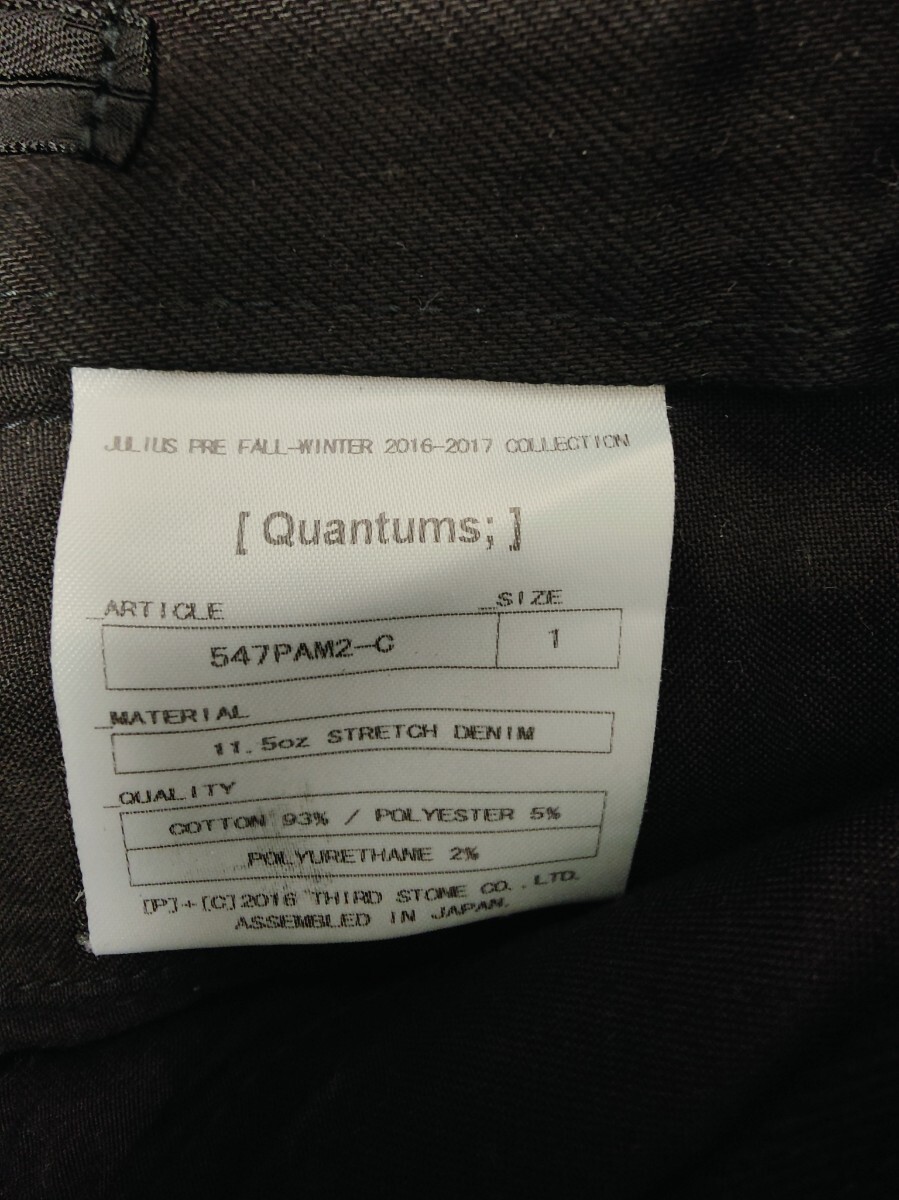 JULIUS PRE FALL-WINTER 2016-2017 COLLECTION
[ Quantums; ]
_ARTICLE _SIZE
547PAM2-C 1
_MATERIAL
11.5oz STRETCH DENIM
_QUALITY
COTTON 93% / POLYESTER 5%
POLYURETHANE 2%
[P]+[C]2016 THIRD STONE CO.,LTD.
ASSEMBLED IN JAPAN.